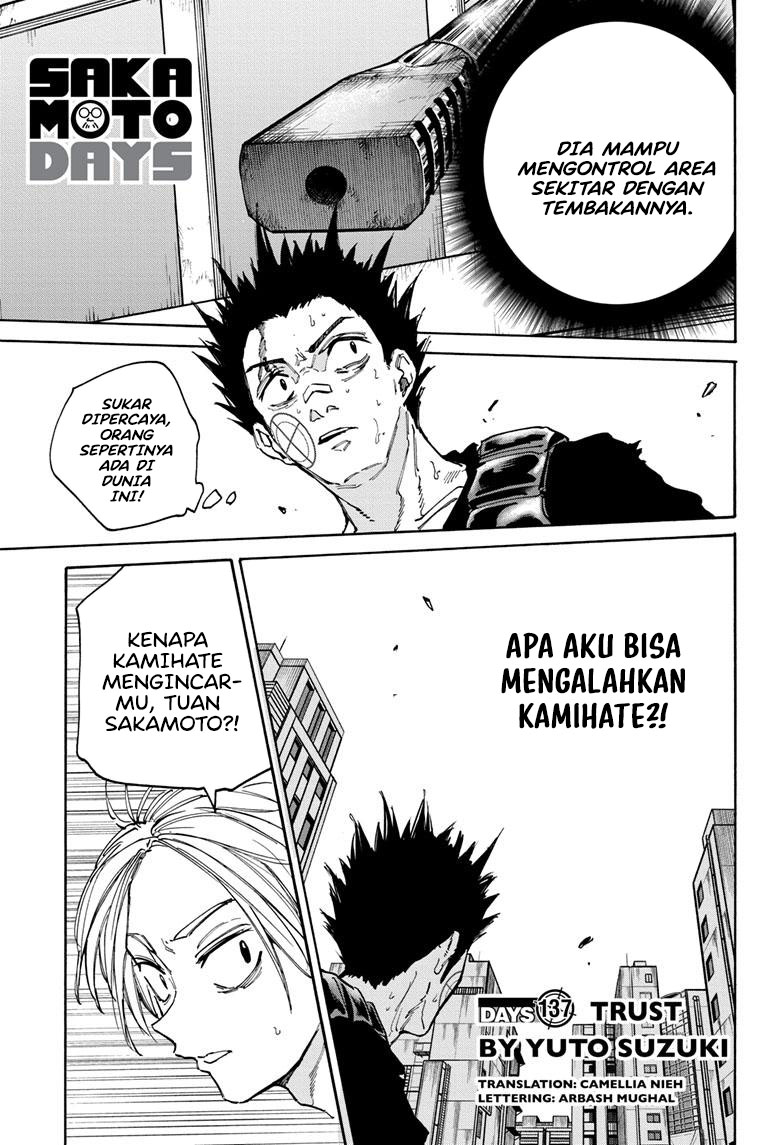 SAKA
MOTO
DAYS
DIA MAMPU
MENGONTROL AREA
SEKITAR DENGAN
TEMBAKANNYA.
SUKAR
DIPERCAYA,
ORANG
SEPERTINYA
ADA DI
DUNIA
INI!
APA AKU BISA
MENGALAHKAN
KAMIHATE?!
KENAPA
KAMIHATE
MENGINCAR-
MU, TUAN
SAKAMOTO?!
DAYS 137 TRUST
BY YUTO SUZUKI
TRANSLATION: CAMELLIA NIEH
LETTERING: ARBASH MUGHAL